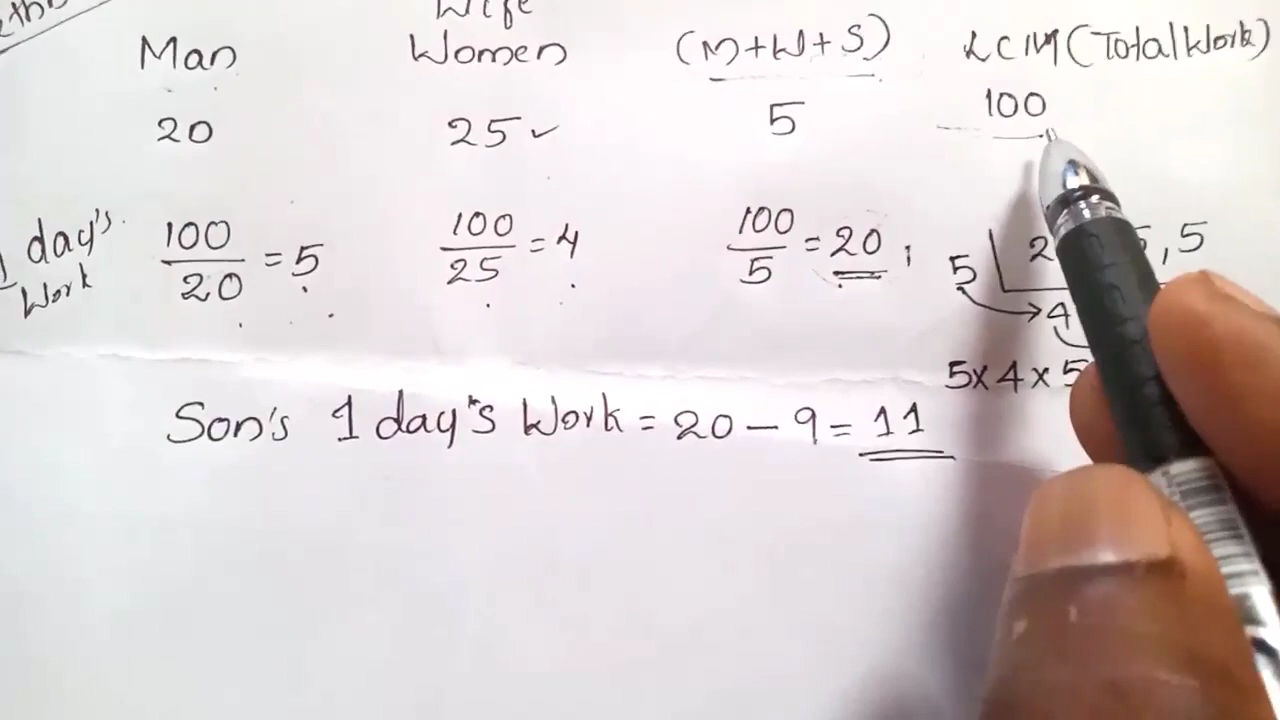 Wife
Man Women (M+W+S) LCM (Total Work)
20 25 ✓ 5 100
1 day's Work 100/20 = 5 100/25 = 4 100/5 = 20 ;
5 , 5
4
5x4x5
Son's 1 day's Work = 20 - 9 = 11